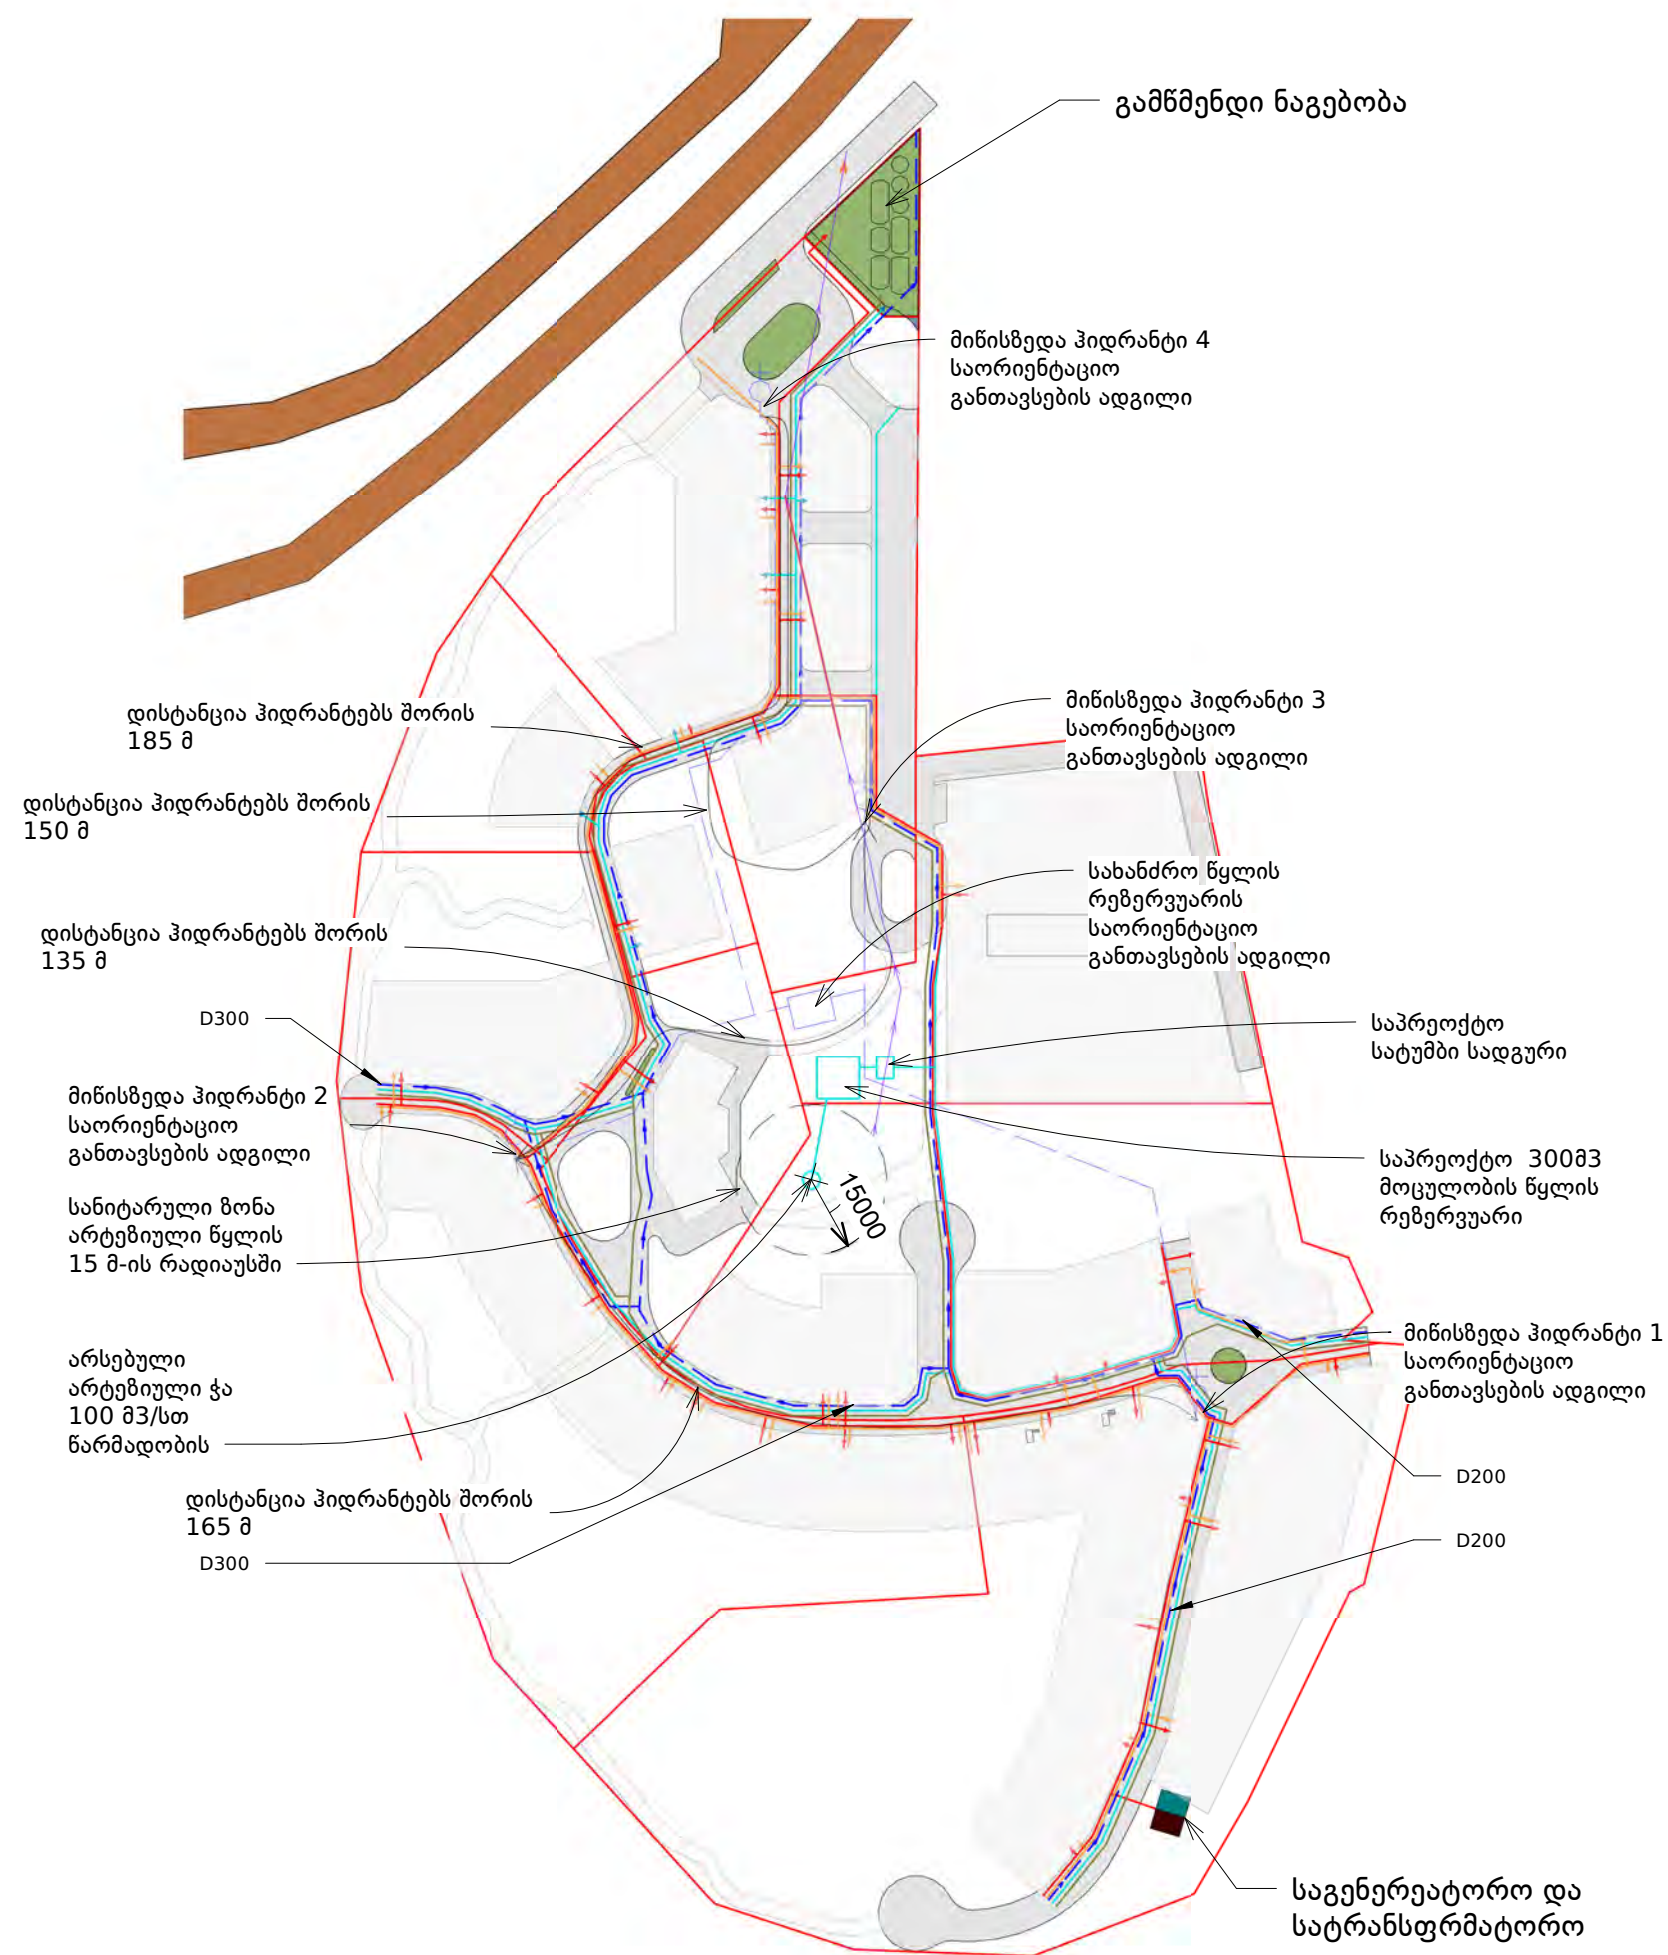 გამწმენდი ნაგებობა
მიწისზედა ჰიდრანტი 4
საორიენტაციო
განთავსების ადგილი
მიწისზედა ჰიდრანტი 3
საორიენტაციო
განთავსების ადგილი
დისტანცია ჰიდრანტებს შორის
185 მ
დისტანცია ჰიდრანტებს შორის
150 მ
სახანძრო წყლის
რეზერვუარის
საორიენტაციო
განთავსების ადგილი
დისტანცია ჰიდრანტებს შორის
135 მ
D300
საპრეოქტო
სატუმბი სადგური
მიწისზედა ჰიდრანტი 2
საორიენტაციო
განთავსების ადგილი
საპრეოქტო 300მ3
მოცულობის წყლის
რეზერვუარი
სანიტარული ზონა
არტეზიული წყლის
15 მ-ის რადიაუსში
15000
მიწისზედა ჰიდრანტი 1
საორიენტაციო
განთავსების ადგილი
არსებული
არტეზიული ჭა
100 მ3/სთ
წარმადობის
D200
დისტანცია ჰიდრანტებს შორის
165 მ
D200
D300
საგენერეატორო და
სატრანსფრმატორო